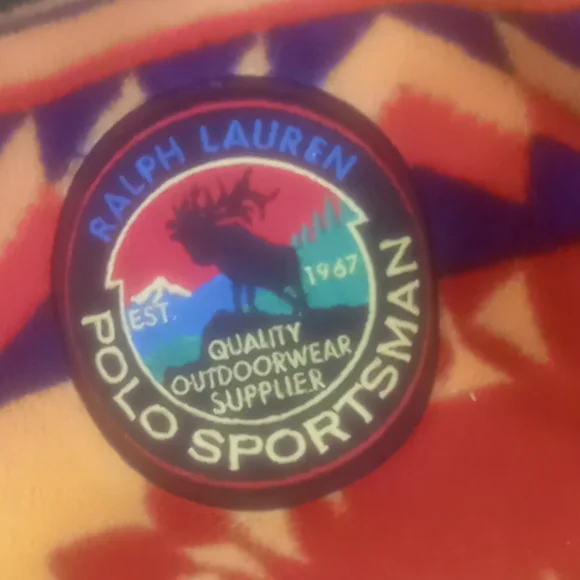 RALPH LAUREN
EST.
1967
QUALITY
OUTDOORWEAR
SUPPLIER
POLO SPORTSMAN